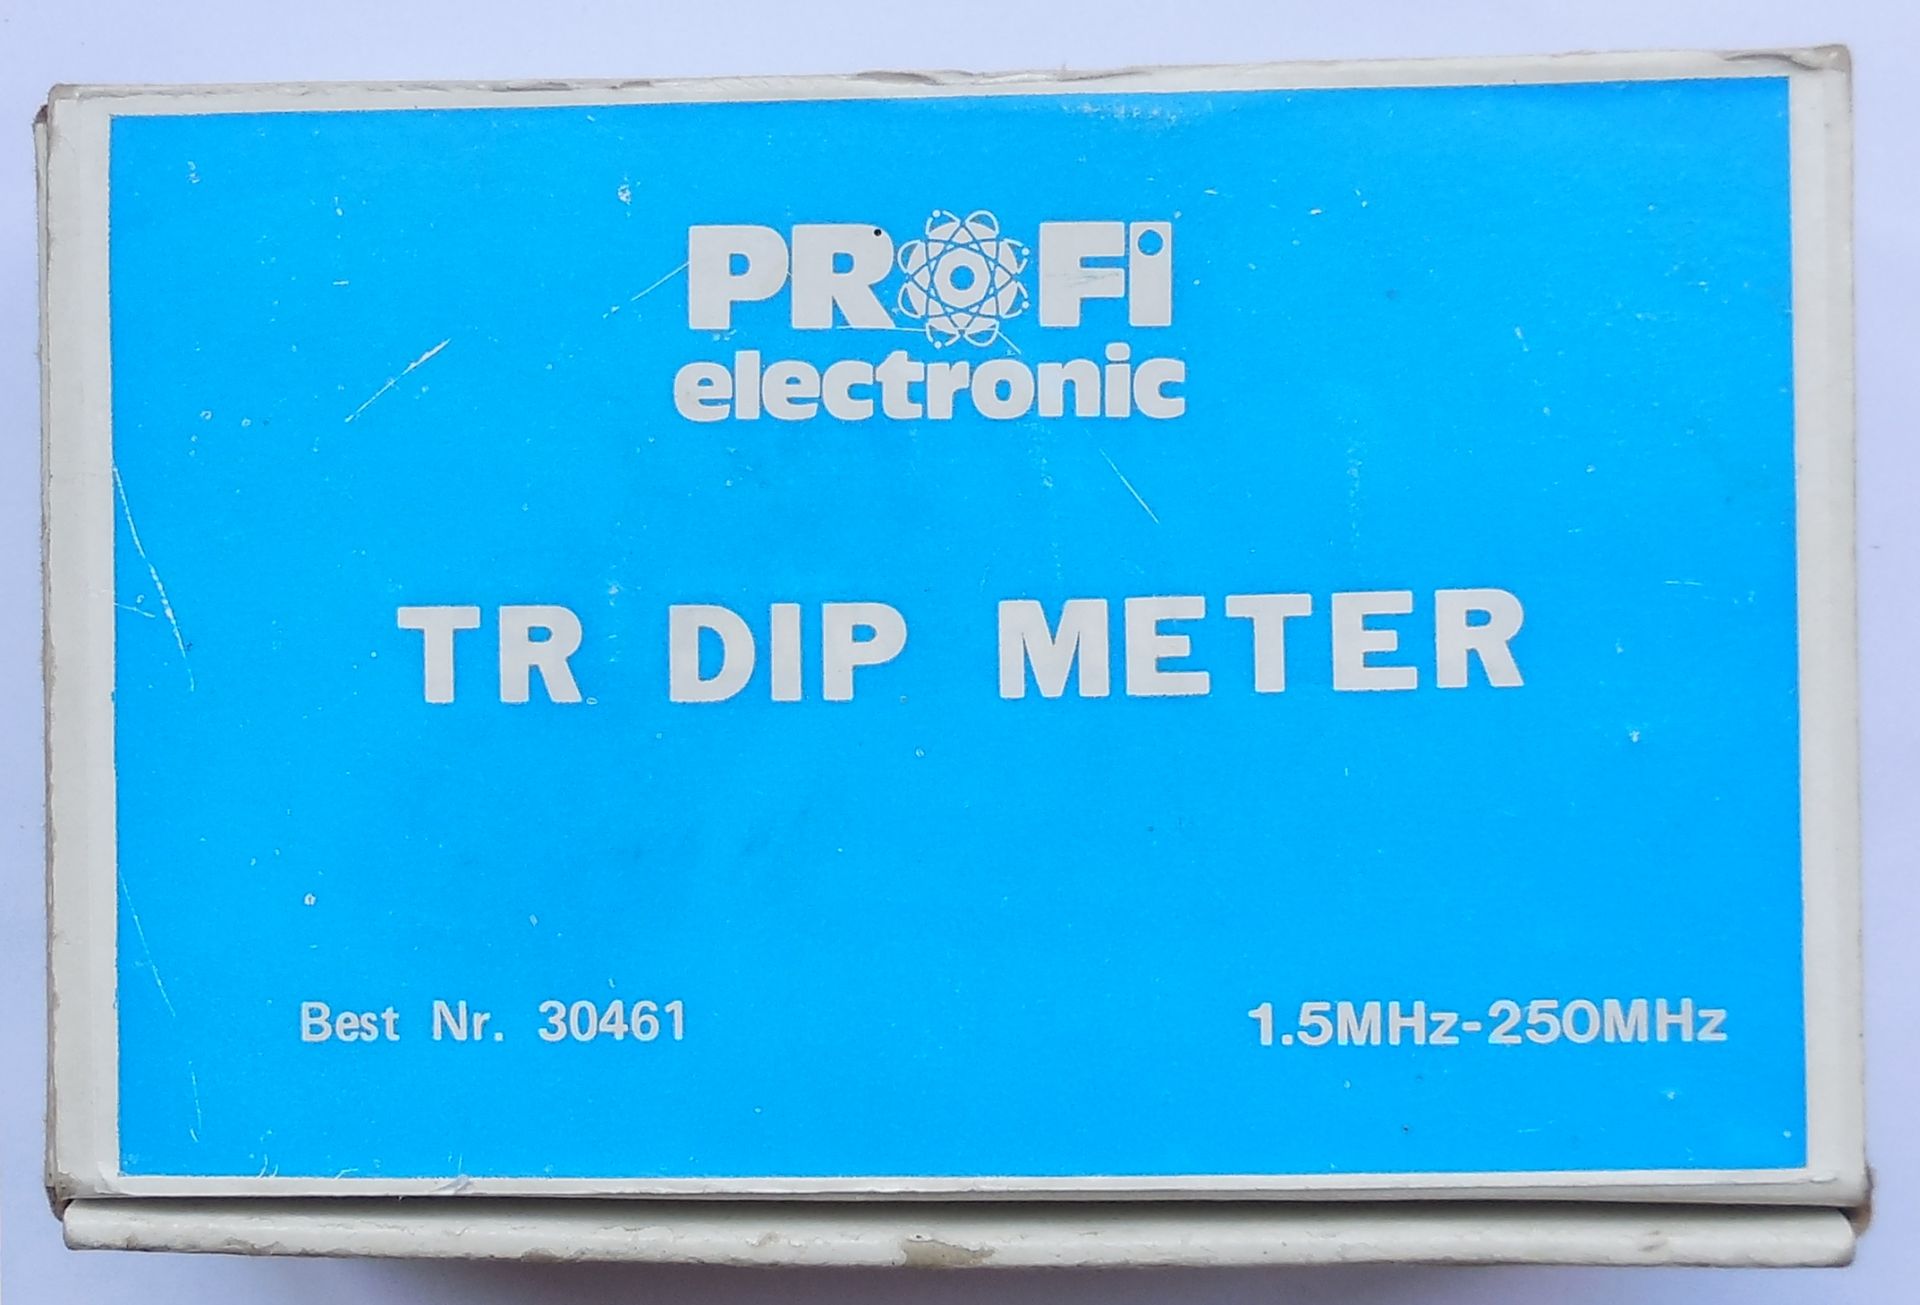 PROFi
electronic
TR DIP METER
Best Nr. 30461
1.5MHz-250MHz